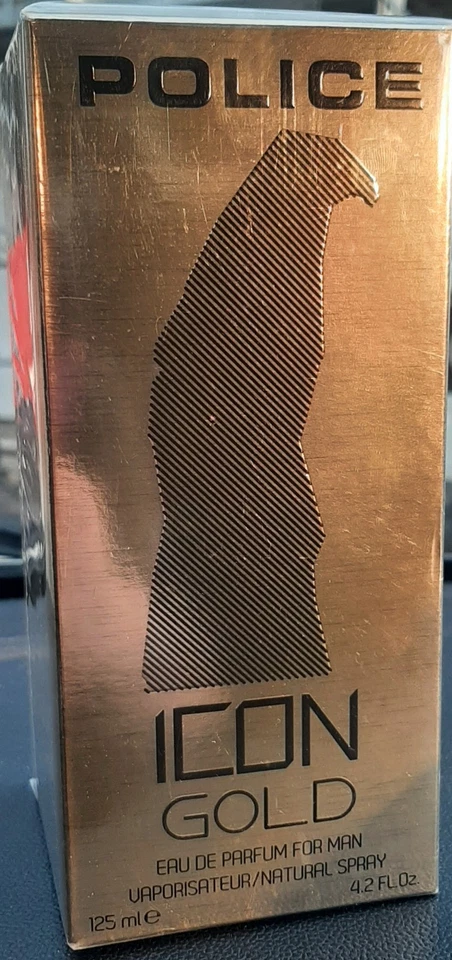 POLICE
ICON
GOLD
EAU DE PARFUM FOR MAN
VAPORISATEUR/NATURAL SPRAY
125 ml ℮ 4.2 FL.Oz.